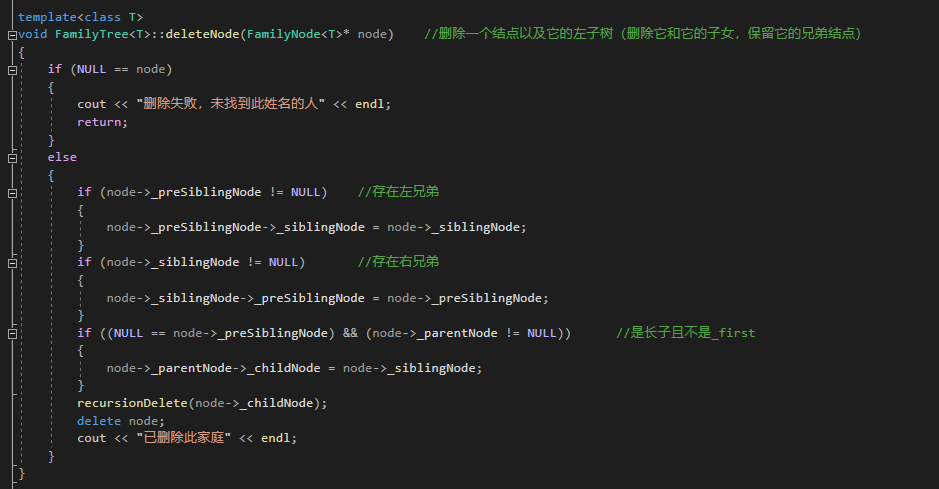 template<class T>
void FamilyTree<T>::deleteNode(FamilyNode<T>* node)    //删除一个结点以及它的左子树（删除它和它的子女，保留它的兄弟结点）
{
    if (NULL == node)
    {
        cout << "删除失败，未找到此姓名的人" << endl;
        return;
    }
    else
    {
        if (node->_preSiblingNode != NULL)    //存在左兄弟
        {
            node->_preSiblingNode->_siblingNode = node->_siblingNode;
        }
        if (node->_siblingNode != NULL)       //存在右兄弟
        {
            node->_siblingNode->_preSiblingNode = node->_preSiblingNode;
        }
        if ((NULL == node->_preSiblingNode) && (node->_parentNode != NULL))      //是长子且不是_first
        {
            node->_parentNode->_childNode = node->_siblingNode;
        }
        recursionDelete(node->_childNode);
        delete node;
        cout << "已删除此家庭" << endl;
    }
}